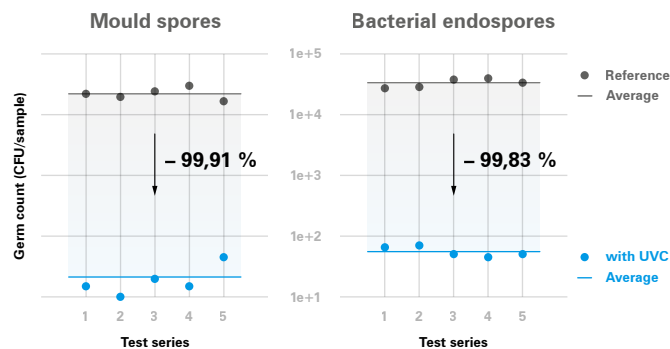 Mould spores
Bacterial endospores
Germ count (CFU/sample)
1e+5
1e+4
1e+3
1e+2
1e+1
– 99,91 %
– 99,83 %
Reference
Average
with UVC
Average
1 2 3 4 5
1 2 3 4 5
Test series
Test series